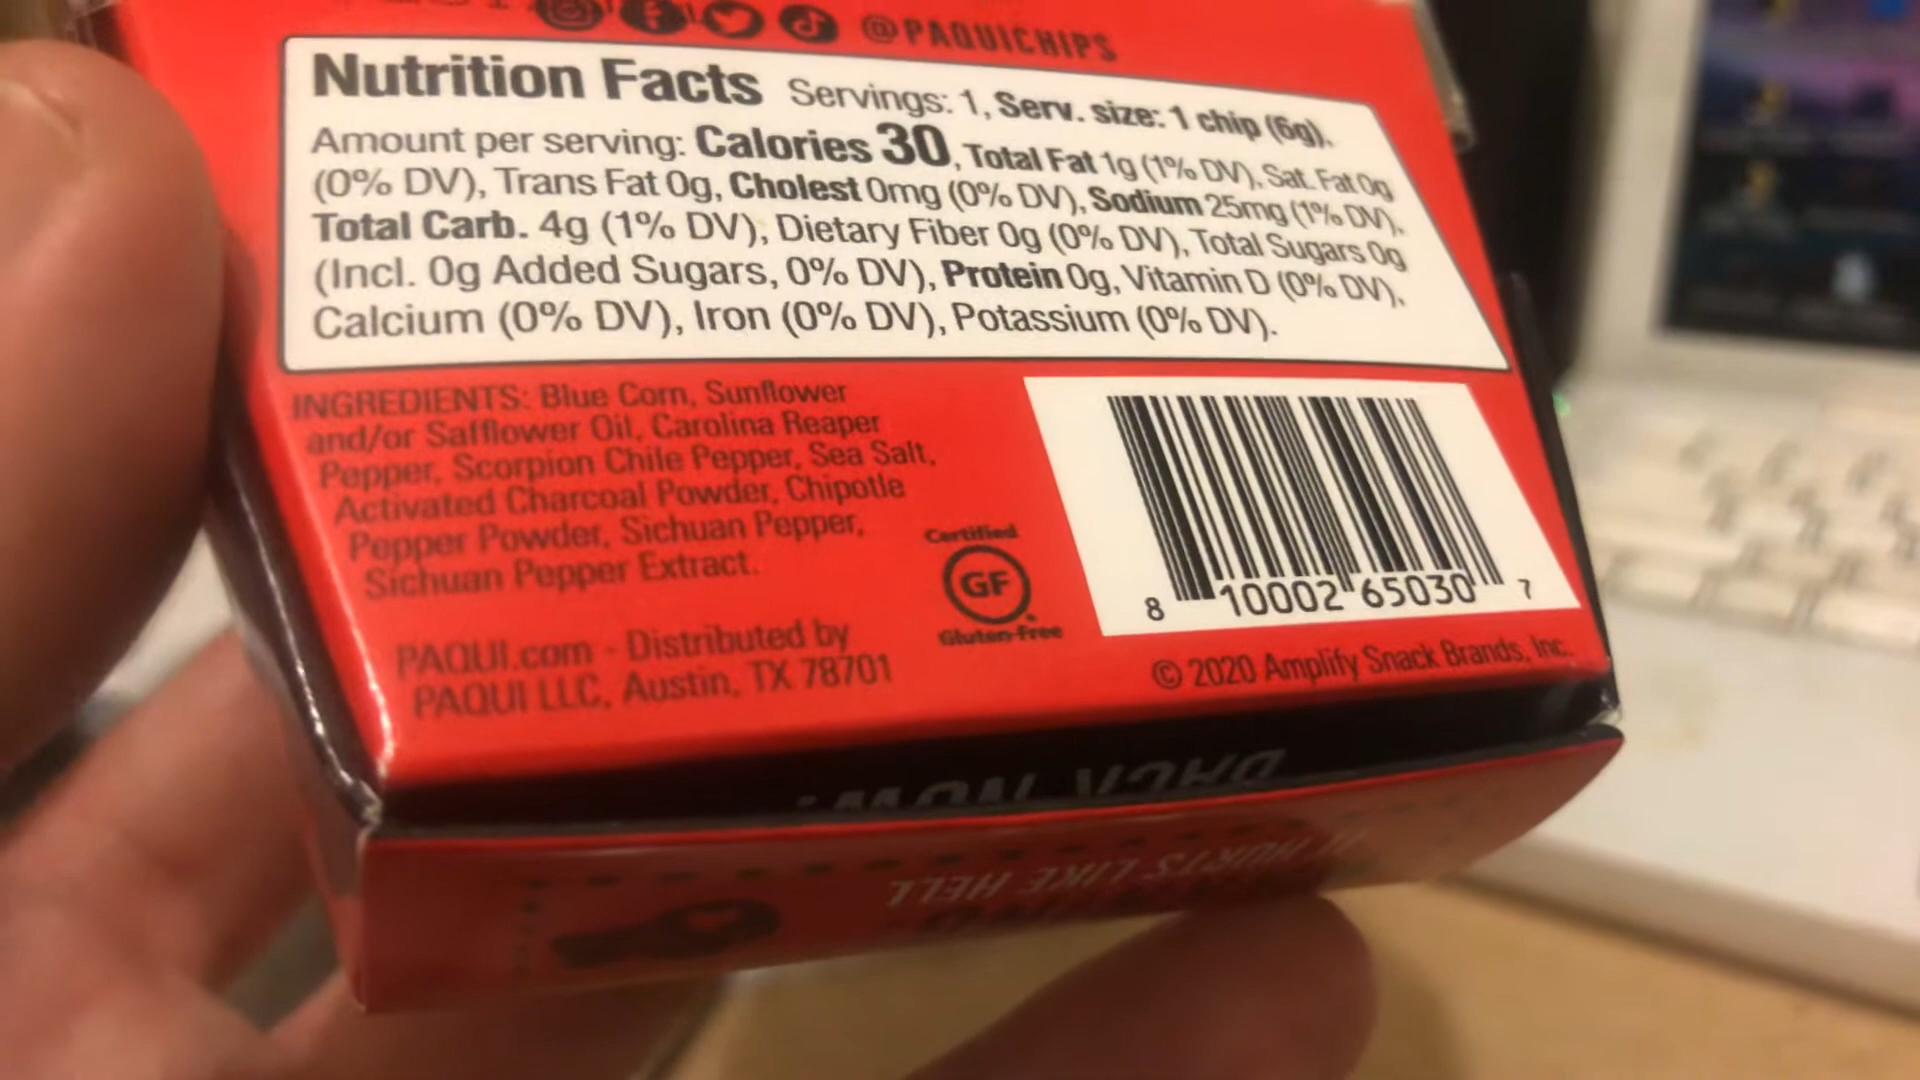 @PAQUICHIPS
Nutrition Facts Servings: 1, Serv. size: 1 chip (6g).
Amount per serving: Calories 30, Total Fat 1g (1% DV), Sat. Fat 0g
(0% DV), Trans Fat 0g, Cholest 0mg (0% DV), Sodium 25mg (1% DV),
Total Carb. 4g (1% DV), Dietary Fiber 0g (0% DV), Total Sugars 0g
(Incl. 0g Added Sugars, 0% DV), Protein 0g, Vitamin D (0% DV),
Calcium (0% DV), Iron (0% DV), Potassium (0% DV).
INGREDIENTS: Blue Corn, Sunflower
and/or Safflower Oil, Carolina Reaper
Pepper, Scorpion Chile Pepper, Sea Salt,
Activated Charcoal Powder, Chipotle
Pepper Powder, Sichuan Pepper,
Sichuan Pepper Extract.
Certified
GF
Gluten-Free
8 10002 65030 7
PAQUI.com - Distributed by
PAQUI LLC, Austin, TX 78701
© 2020 Amplify Snack Brands, Inc.
BACK NOW!
IT HURTS LIKE HELL